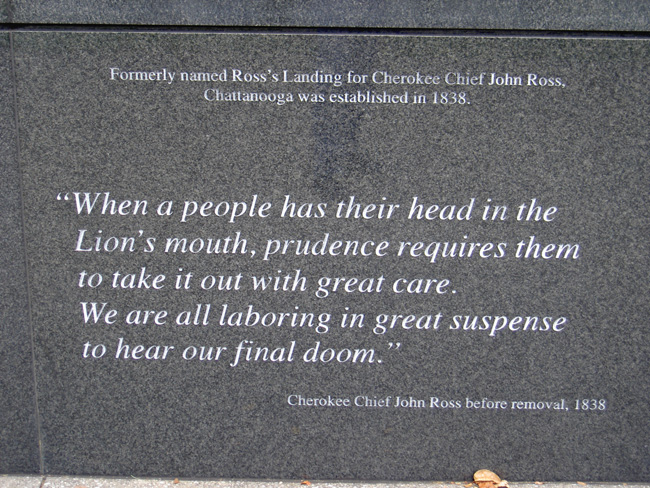 Formerly named Ross's Landing for Cherokee Chief John Ross,
Chattanooga was established in 1838.
“When a people has their head in the
Lion's mouth, prudence requires them
to take it out with great care.
We are all laboring in great suspense
to hear our final doom.”
Cherokee Chief John Ross before removal, 1838